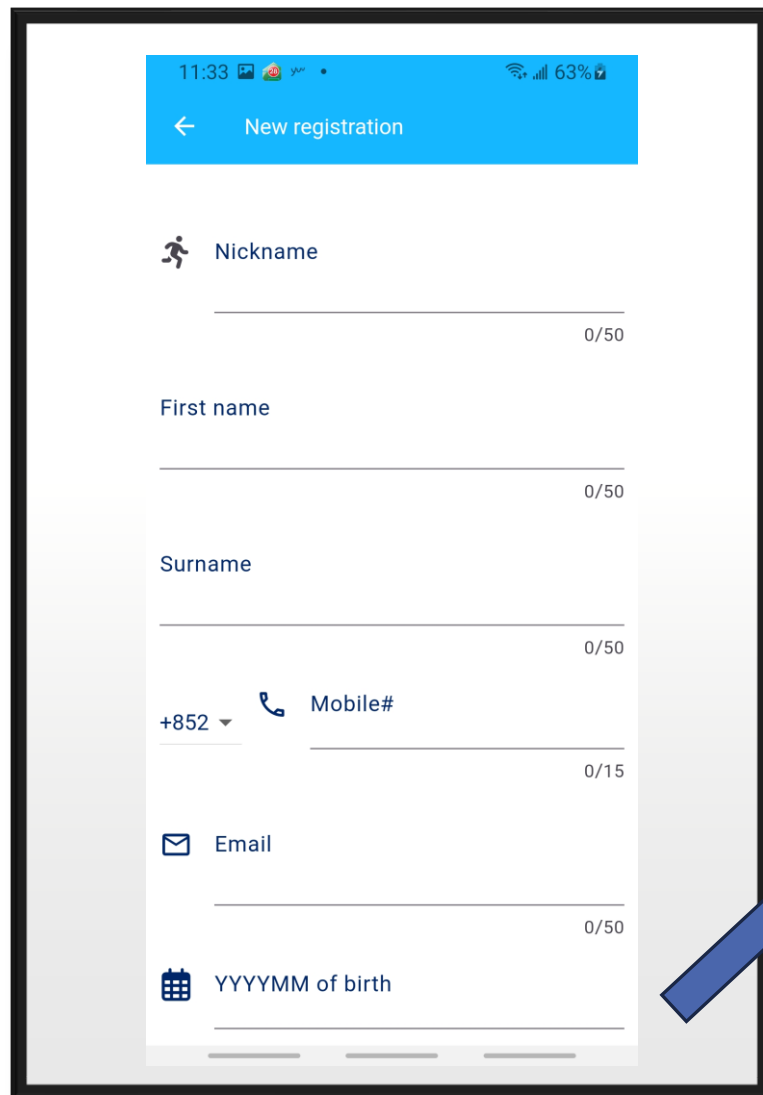 11:33 63%
New registration
Nickname
0/50
First name
0/50
Surname
0/50
+852 Mobile#
0/15
Email
0/50
YYYYMM of birth